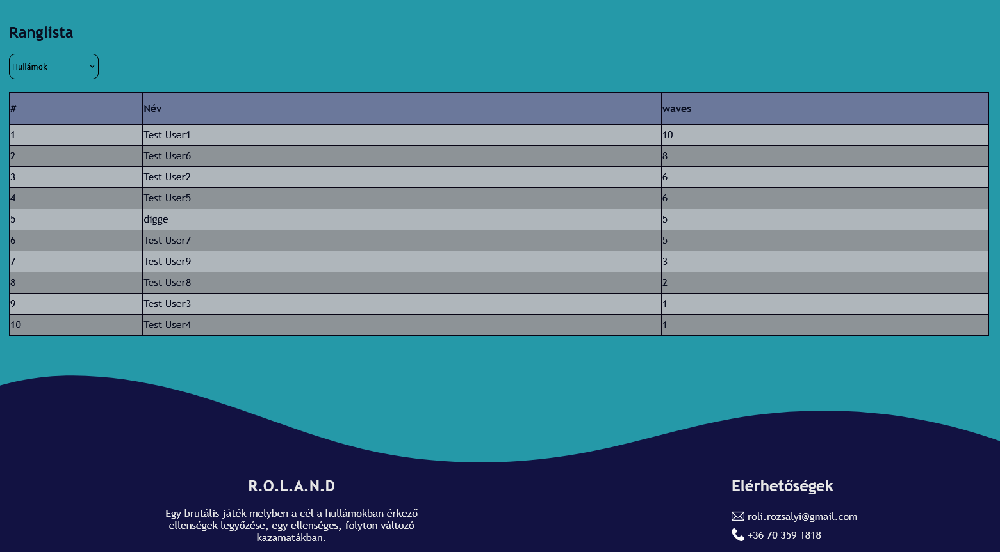 Ranglista
Hullámok
# Név waves
1 Test User1 10
2 Test User6 8
3 Test User2 6
4 Test User5 6
5 digge 5
6 Test User7 5
7 Test User9 3
8 Test User8 2
9 Test User3 1
10 Test User4 1
R.O.L.A.N.D
Egy brutális játék melyben a cél a hullámokban érkező
ellenségek legyőzése, egy ellenséges, folyton változó
kazamatákban.
Elérhetőségek
roli.rozsalyi@gmail.com
+36 70 359 1818